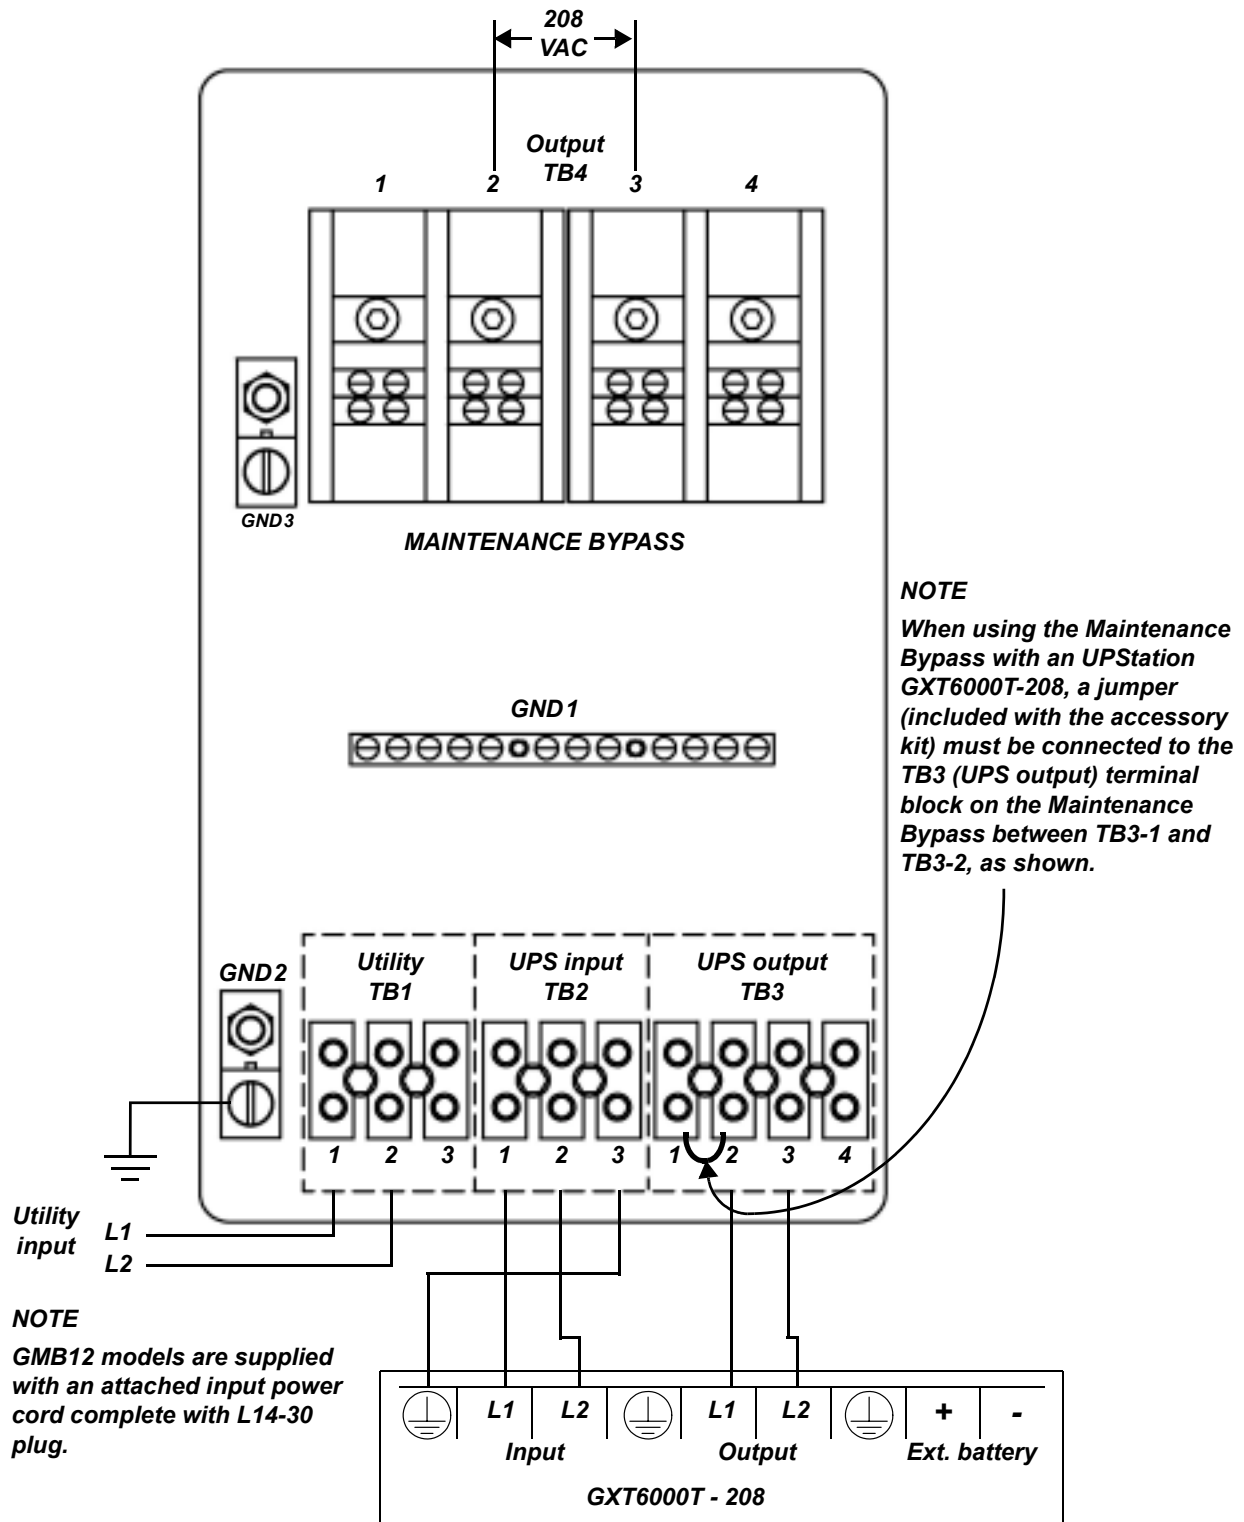 208
VAC
Output
TB4
1 2 3 4
GND3
MAINTENANCE BYPASS
NOTE
When using the Maintenance
Bypass with an UPStation
GXT6000T-208, a jumper
(included with the accessory
kit) must be connected to the
TB3 (UPS output) terminal
block on the Maintenance
Bypass between TB3-1 and
TB3-2, as shown.
GND1
GND2
Utility
TB1
UPS input
TB2
UPS output
TB3
1 2 3 1 2 3 1 2 3 4
Utility
input
L1
L2
NOTE
GMB12 models are supplied
with an attached input power
cord complete with L14-30
plug.
L1 L2 L1 L2 + -
Input Output Ext. battery
GXT6000T - 208